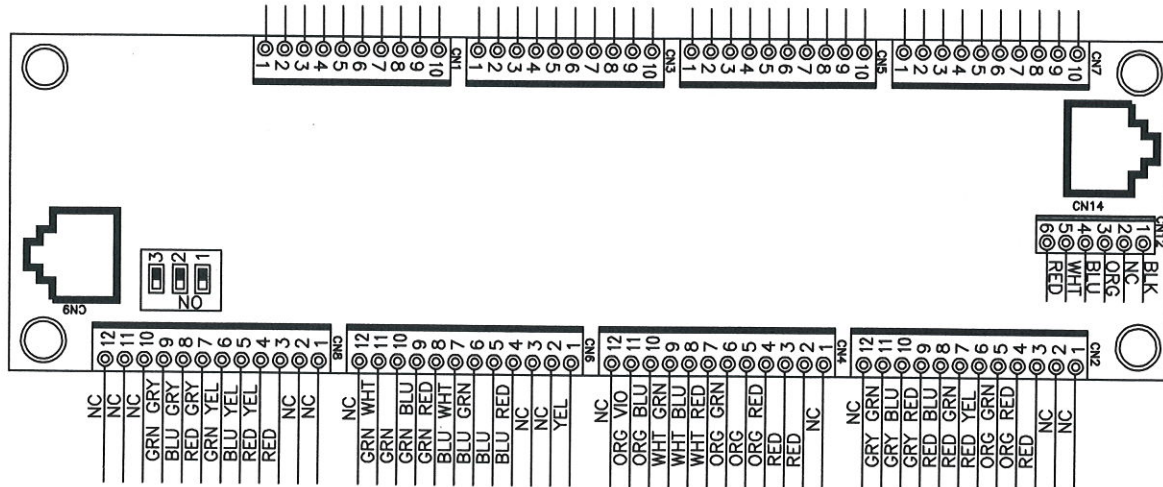 1 2 3 4 5 6 7 8 9 10
CN1
1 2 3 4 5 6 7 8 9 10
CN3
1 2 3 4 5 6 7 8 9 10
CN5
1 2 3 4 5 6 7 8 9 10
CN7
CN14
CN12
6 5 4 3 2 1
RED
WHT
BLU
ORG
NC
BLK
3 2 1
ON
CN9
12 11 10 9 8 7 6 5 4 3 2 1
CN8
12 11 10 9 8 7 6 5 4 3 2 1
CN6
12 11 10 9 8 7 6 5 4 3 2 1
CN4
12 11 10 9 8 7 6 5 4 3 2 1
CN2
NC
NC
NC
GRN GRY
BLU GRY
RED GRY
GRN YEL
BLU YEL
RED YEL
RED
NC
NC
NC
GRN WHT
GRN
GRN BLU
GRN RED
BLU WHT
BLU GRN
BLU
BLU RED
NC
NC
YEL
NC
ORG VIO
ORG BLU
WHT GRN
WHT BLU
WHT RED
ORG GRN
ORG
ORG RED
RED
RED
NC
NC
GRY GRN
GRY BLU
GRY RED
RED BLU
RED GRN
RED YEL
ORG GRN
ORG RED
RED
NC
NC